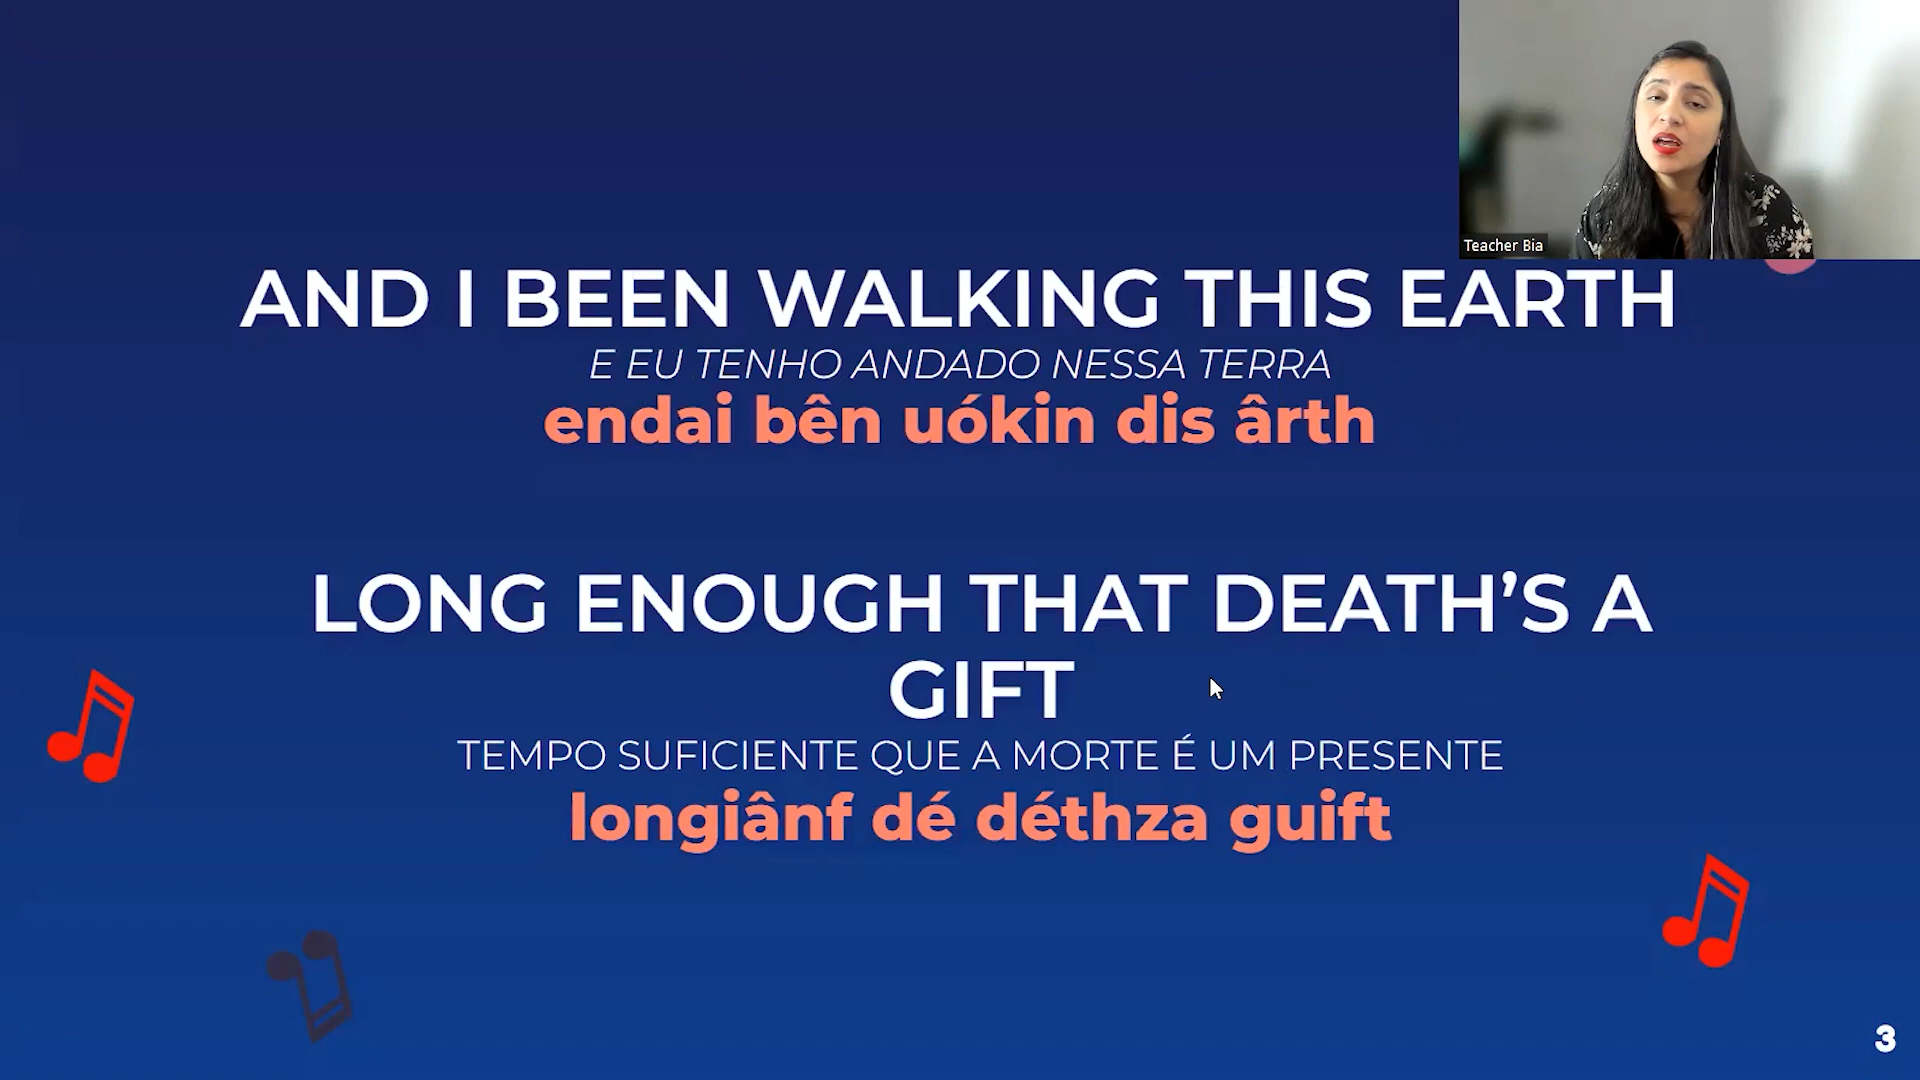 Teacher Bia
AND I BEEN WALKING THIS EARTH
E EU TENHO ANDADO NESSA TERRA
endai bên uókin dis ârth
LONG ENOUGH THAT DEATH’S A
GIFT
TEMPO SUFICIENTE QUE A MORTE É UM PRESENTE
longiânf dé déthza guift
3